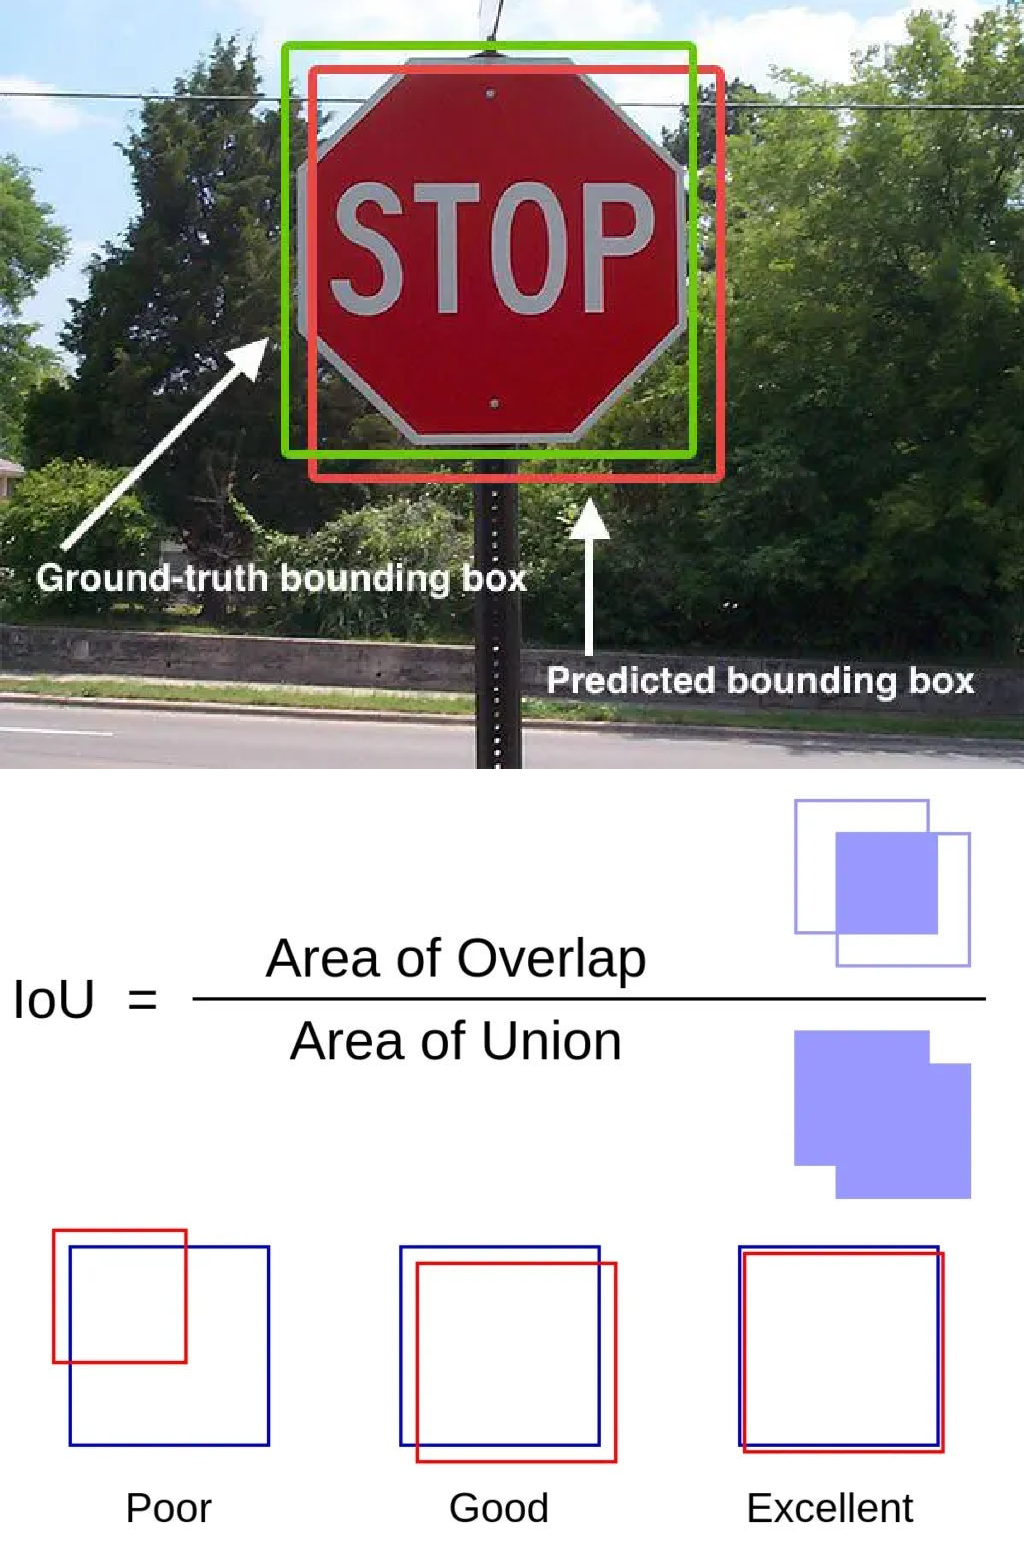 STOP
Ground-truth bounding box
Predicted bounding box
Area of Overlap
IoU =
Area of Union
Poor Good Excellent